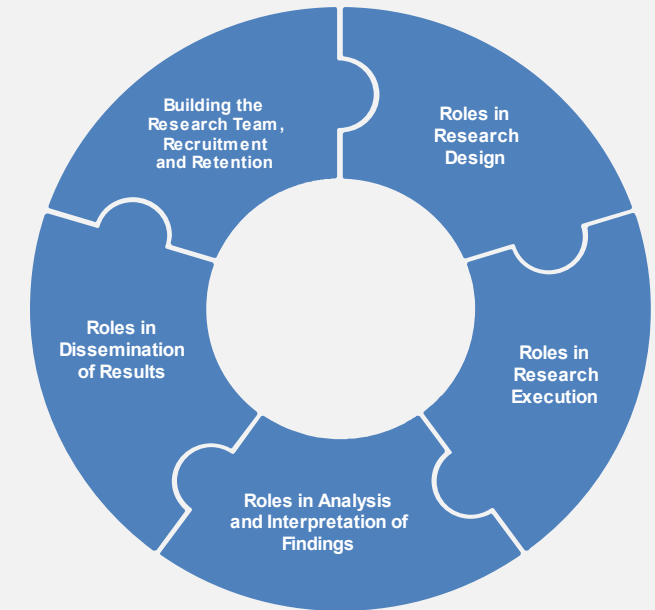 Building the
Research Team,
Recruitment
and Retention
Roles in
Research
Design
Roles in
Research
Execution
Roles in Analysis
and Interpretation of
Findings
Roles in
Dissemination
of Results